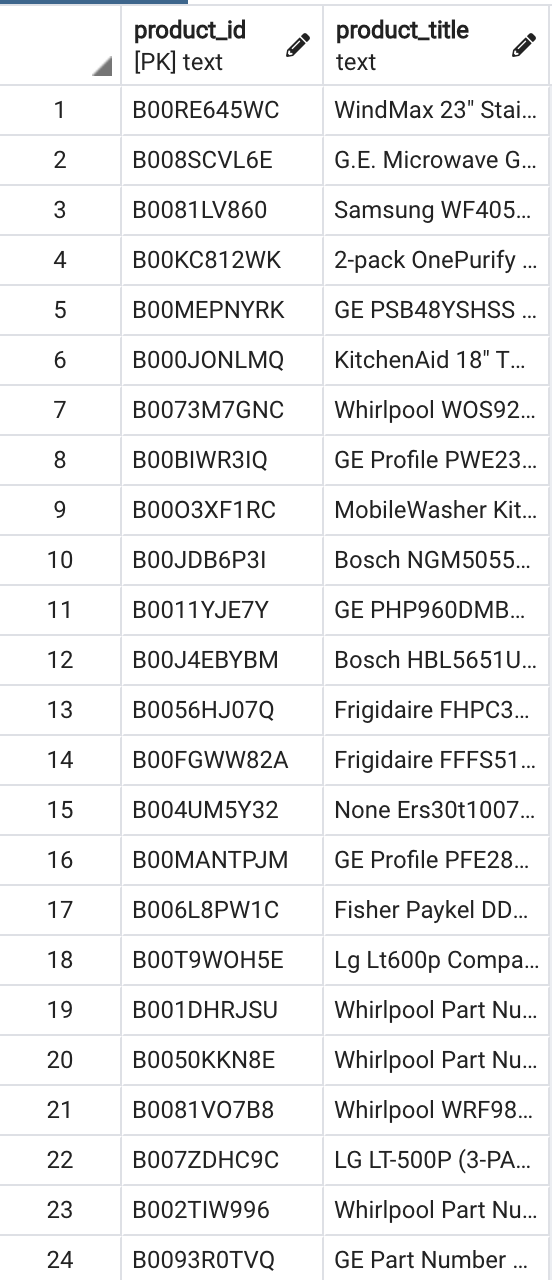 product_id product_title
[PK] text text
1 B00RE645WC WindMax 23" Stai...
2 B008SCVL6E G.E. Microwave G...
3 B0081LV860 Samsung WF405...
4 B00KC812WK 2-pack OnePurify ...
5 B00MEPNYRK GE PSB48YSHSS ...
6 B000JONLMQ KitchenAid 18" T...
7 B0073M7GNC Whirlpool WOS92...
8 B00BIWR3IQ GE Profile PWE23...
9 B00O3XF1RC MobileWasher Kit...
10 B00JDB6P3I Bosch NGM5055...
11 B0011YJE7Y GE PHP960DMB...
12 B00J4EBYBM Bosch HBL5651U...
13 B0056HJ07Q Frigidaire FHPC3...
14 B00FGWW82A Frigidaire FFFS51...
15 B004UM5Y32 None Ers30t1007...
16 B00MANTPJM GE Profile PFE28...
17 B006L8PW1C Fisher Paykel DD...
18 B00T9WOH5E Lg Lt600p Compa...
19 B001DHRJSU Whirlpool Part Nu...
20 B0050KKN8E Whirlpool Part Nu...
21 B0081VO7B8 Whirlpool WRF98...
22 B007ZDHC9C LG LT-500P (3-PA...
23 B002TIW996 Whirlpool Part Nu...
24 B0093R0TVQ GE Part Number ...